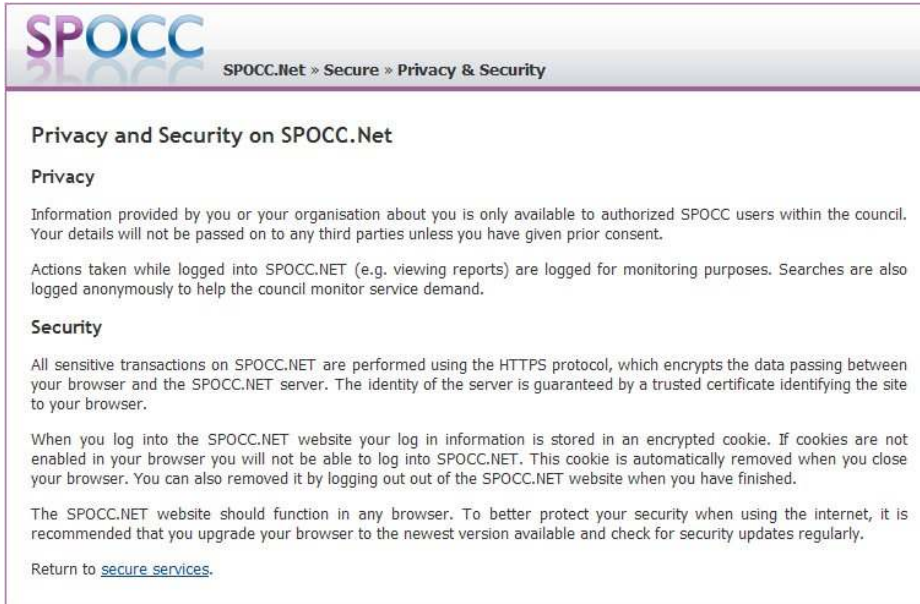 SPOCC
SPOCC.Net » Secure » Privacy & Security
Privacy and Security on SPOCC.Net
Privacy
Information provided by you or your organisation about you is only available to authorized SPOCC users within the council.
Your details will not be passed on to any third parties unless you have given prior consent.
Actions taken while logged into SPOCC.NET (e.g. viewing reports) are logged for monitoring purposes. Searches are also
logged anonymously to help the council monitor service demand.
Security
All sensitive transactions on SPOCC.NET are performed using the HTTPS protocol, which encrypts the data passing between
your browser and the SPOCC.NET server. The identity of the server is guaranteed by a trusted certificate identifying the site
to your browser.
When you log into the SPOCC.NET website your log in information is stored in an encrypted cookie. If cookies are not
enabled in your browser you will not be able to log into SPOCC.NET. This cookie is automatically removed when you close
your browser. You can also removed it by logging out out of the SPOCC.NET website when you have finished.
The SPOCC.NET website should function in any browser. To better protect your security when using the internet, it is
recommended that you upgrade your browser to the newest version available and check for security updates regularly.
Return to secure services.